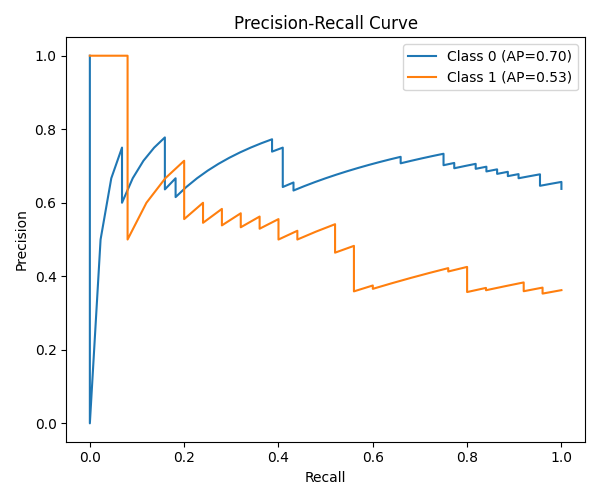 Precision-Recall Curve
Class 0 (AP=0.70)
Class 1 (AP=0.53)
Precision
1.0
0.8
0.6
0.4
0.2
0.0
0.0 0.2 0.4 0.6 0.8 1.0
Recall